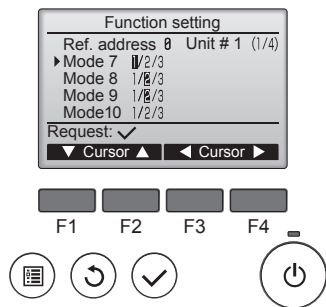 Function setting
Ref. address 0 Unit # 1 (1/4)
Mode 7 1/2/3
Mode 8 1/2/3
Mode 9 1/2/3
Mode10 1/2/3
Request: ✓
▼ Cursor ▲ ◀ Cursor ▶
F1 F2 F3 F4